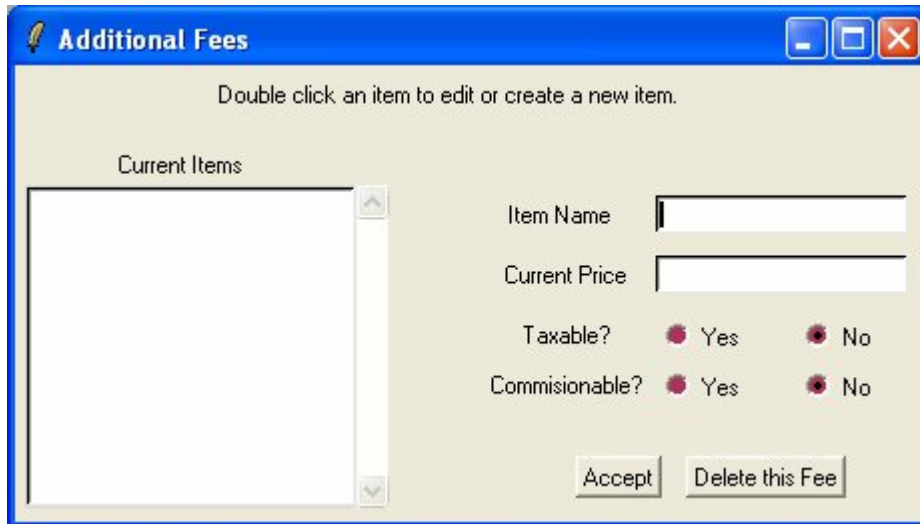 Additional Fees
Double click an item to edit or create a new item.
Current Items
Item Name
Current Price
Taxable? Yes No
Commisionable? Yes No
Accept Delete this Fee